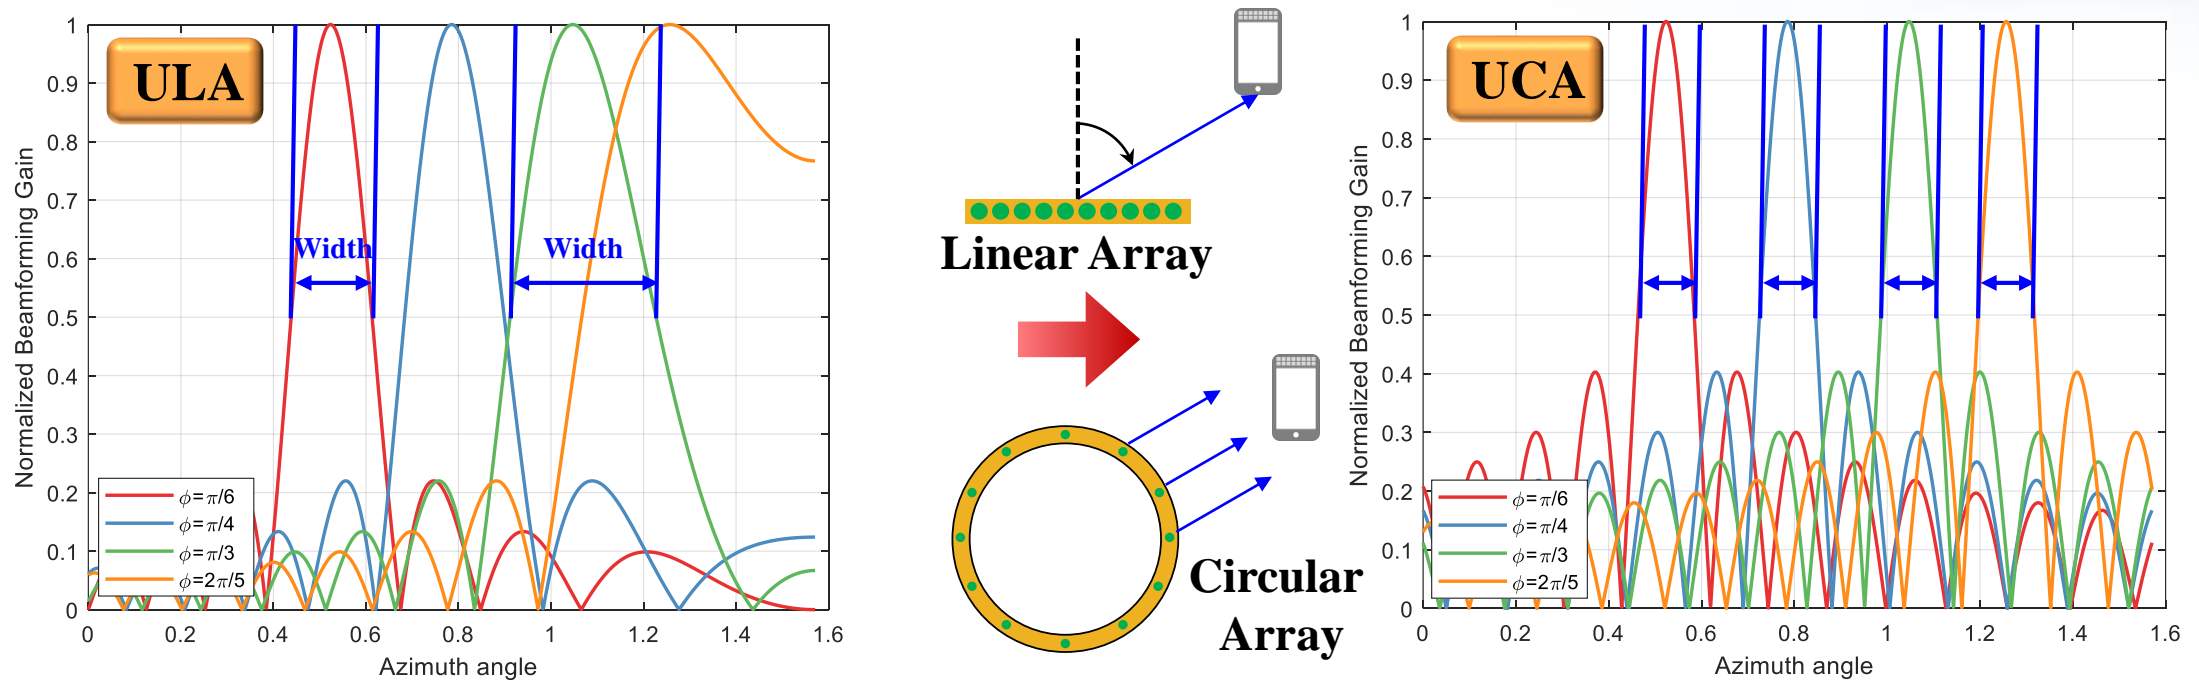 ULA
Normalized Beamforming Gain
1
0.9
0.8
0.7
0.6
0.5
0.4
0.3
0.2
0.1
0
Width
Width
ϕ=π/6
ϕ=π/4
ϕ=π/3
ϕ=2π/5
0 0.2 0.4 0.6 0.8 1 1.2 1.4 1.6
Azimuth angle
Linear Array
Circular
Array
UCA
Normalized Beamforming Gain
1
0.9
0.8
0.7
0.6
0.5
0.4
0.3
0.2
0.1
0
ϕ=π/6
ϕ=π/4
ϕ=π/3
ϕ=2π/5
0 0.2 0.4 0.6 0.8 1 1.2 1.4 1.6
Azimuth angle